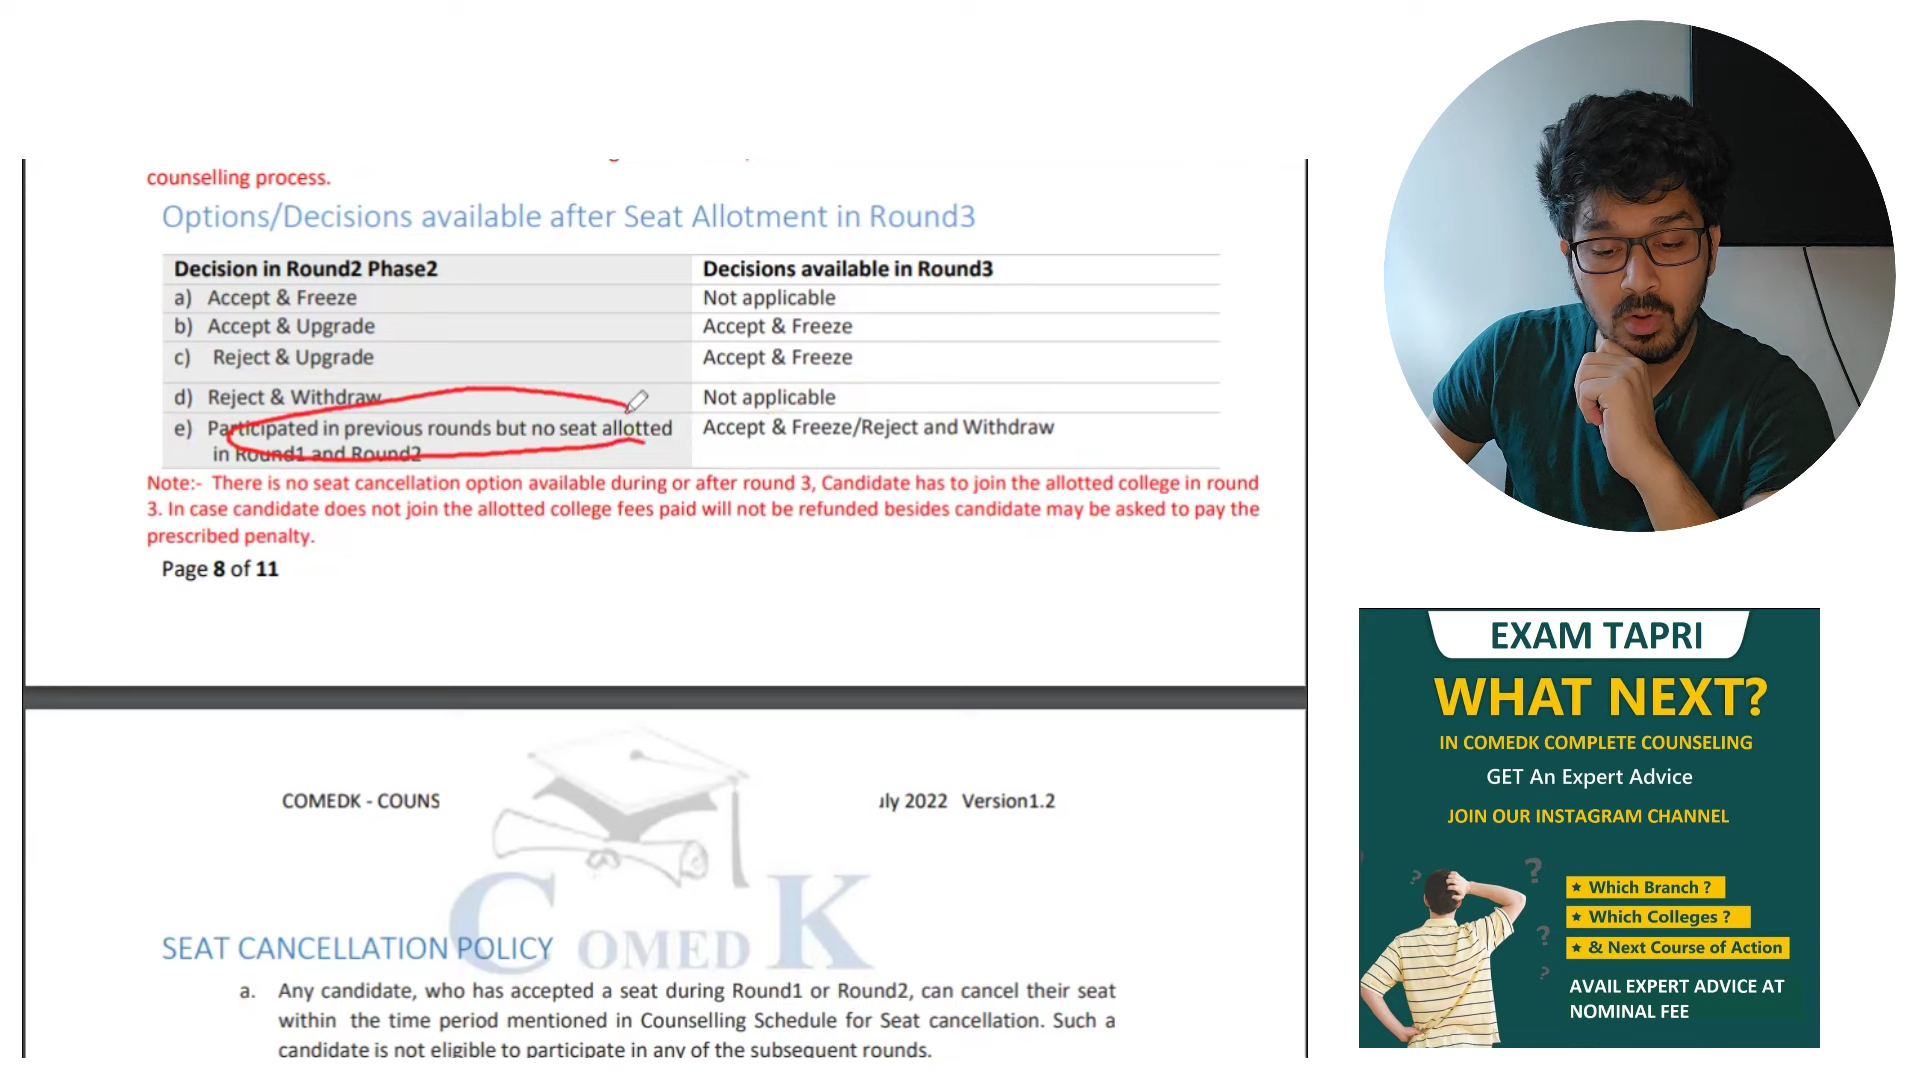 counselling process.
Options/Decisions available after Seat Allotment in Round3
Decision in Round2 Phase2 Decisions available in Round3
a) Accept & Freeze Not applicable
b) Accept & Upgrade Accept & Freeze
c) Reject & Upgrade Accept & Freeze
d) Reject & Withdraw Not applicable
e) Participated in previous rounds but no seat allotted Accept & Freeze/Reject and Withdraw
in Round1 and Round2
Note:- There is no seat cancellation option available during or after round 3, Candidate has to join the allotted college in round
3. In case candidate does not join the allotted college fees paid will not be refunded besides candidate may be asked to pay the
prescribed penalty.
Page 8 of 11
COMEDK - COUNS
uly 2022 Version1.2
COMEDK
SEAT CANCELLATION POLICY
a. Any candidate, who has accepted a seat during Round1 or Round2, can cancel their seat
within the time period mentioned in Counselling Schedule for Seat cancellation. Such a
candidate is not eligible to participate in any of the subsequent rounds.
EXAM TAPRI
WHAT NEXT?
IN COMEDK COMPLETE COUNSELING
GET An Expert Advice
JOIN OUR INSTAGRAM CHANNEL
★ Which Branch ?
★ Which Colleges ?
★ & Next Course of Action
AVAIL EXPERT ADVICE AT
NOMINAL FEE